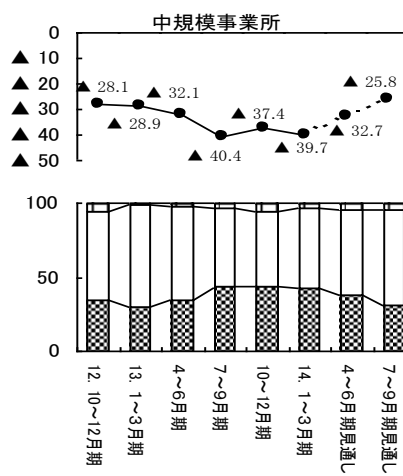 中規模事業所
0
▲ 10
▲ 20
▲ 30
▲ 40
▲ 50
▲ 28.1
▲ 28.9
▲ 32.1
▲ 40.4
▲ 37.4
▲ 39.7
▲ 32.7
▲ 25.8
100
50
0
12. 10～12月期
13. 1～3月期
4～6月期
7～9月期
10～12月期
14. 1～3月期
4～6月期見通し
7～9月期見通し